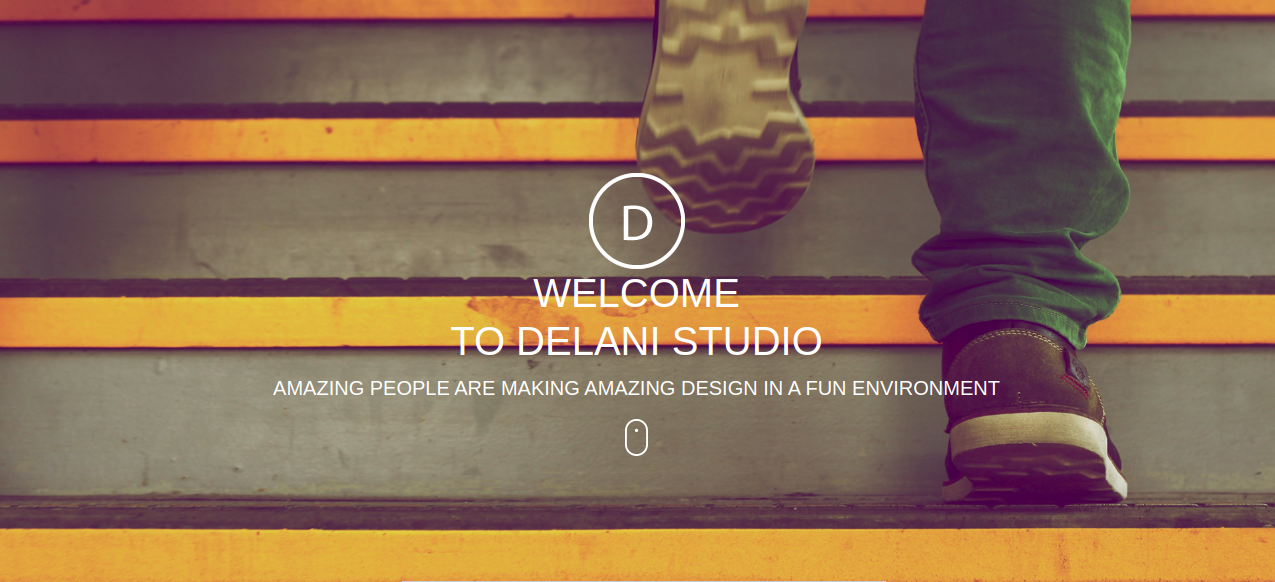 D
WELCOME
TO DELANI STUDIO
AMAZING PEOPLE ARE MAKING AMAZING DESIGN IN A FUN ENVIRONMENT